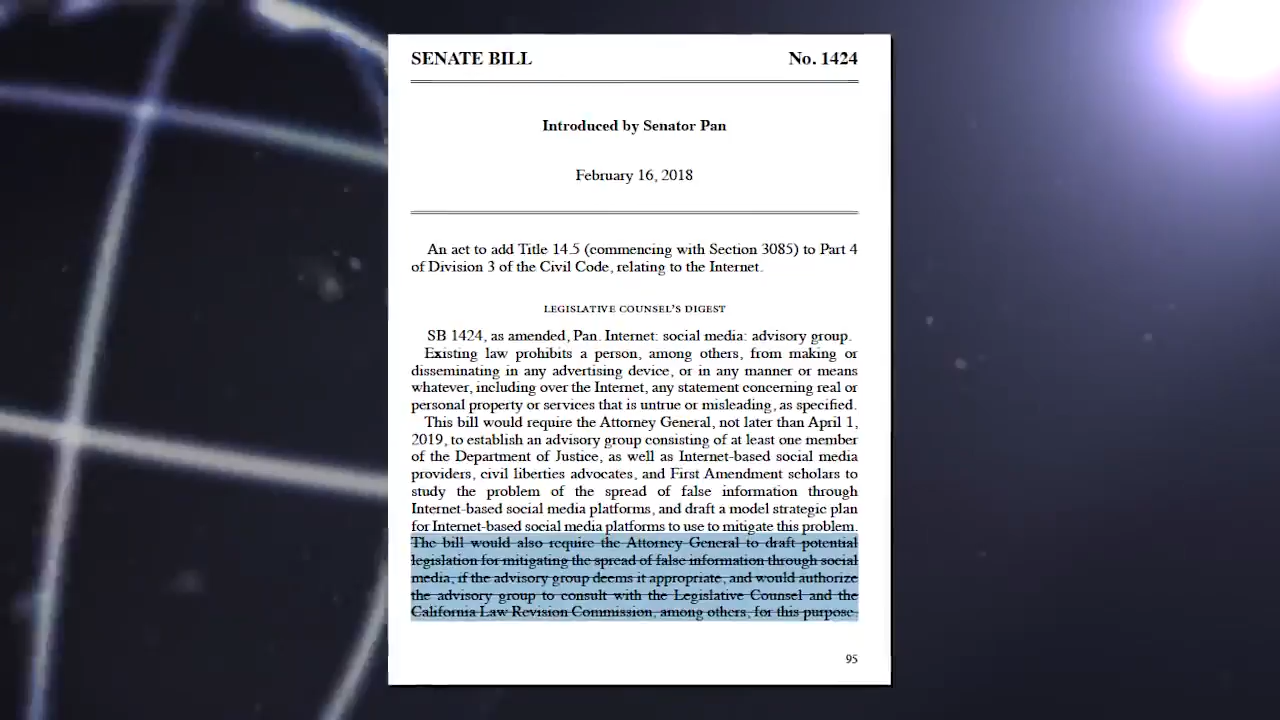 SENATE BILL No. 1424
Introduced by Senator Pan
February 16, 2018
An act to add Title 14.5 (commencing with Section 3085) to Part 4
of Division 3 of the Civil Code, relating to the Internet.
LEGISLATIVE COUNSEL'S DIGEST
SB 1424, as amended, Pan. Internet: social media: advisory group.
Existing law prohibits a person, among others, from making or
disseminating in any advertising device, or in any manner or means
whatever, including over the Internet, any statement concerning real or
personal property or services that is untrue or misleading, as specified.
This bill would require the Attorney General, not later than April 1,
2019, to establish an advisory group consisting of at least one member
of the Department of Justice, as well as Internet-based social media
providers, civil liberties advocates, and First Amendment scholars to
study the problem of the spread of false information through
Internet-based social media platforms, and draft a model strategic plan
for Internet-based social media platforms to use to mitigate this problem.
The bill would also require the Attorney General to draft potential
legislation for mitigating the spread of false information through social
media, if the advisory group deems it appropriate, and would authorize
the advisory group to consult with the Legislative Counsel and the
California Law Revision Commission, among others, for this purpose.
95